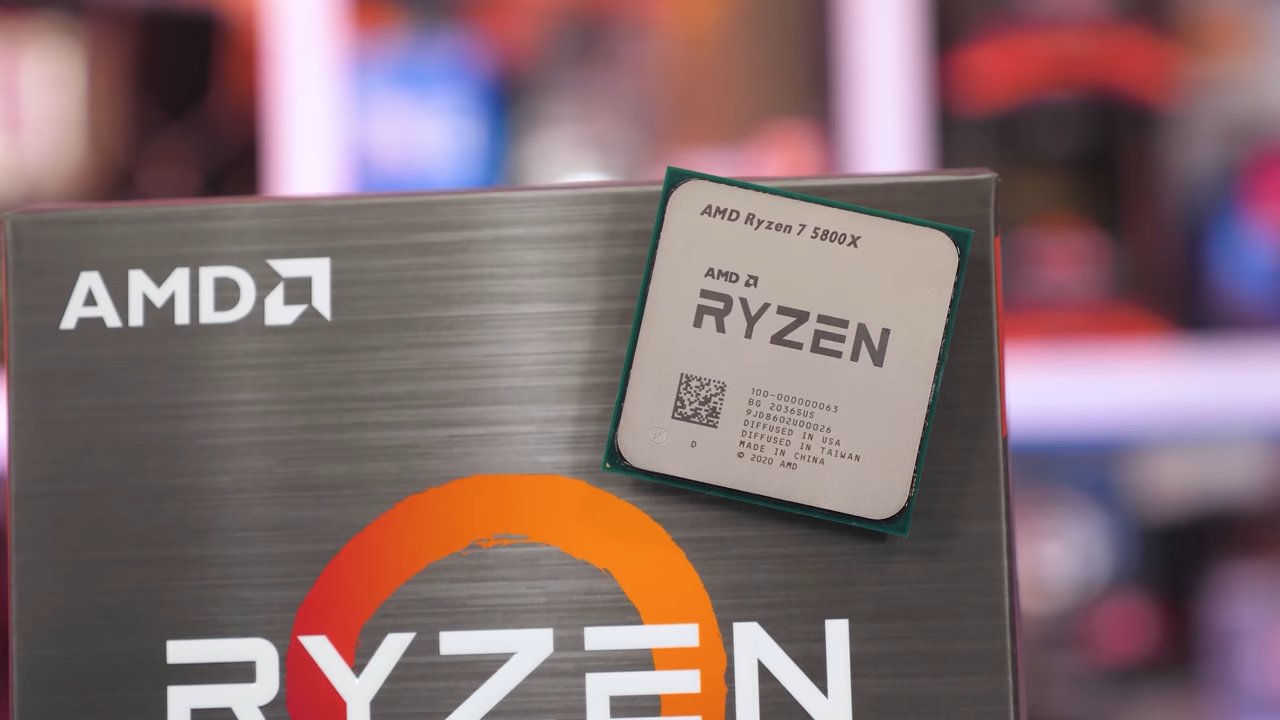 AMD
RYZEN
AMD Ryzen 7 5800X
AMD
RYZEN
100-000000063
BG 2036SUS
9JD8602U00026
DIFFUSED IN USA
DIFFUSED IN TAIWAN
MADE IN CHINA
© 2020 AMD
D